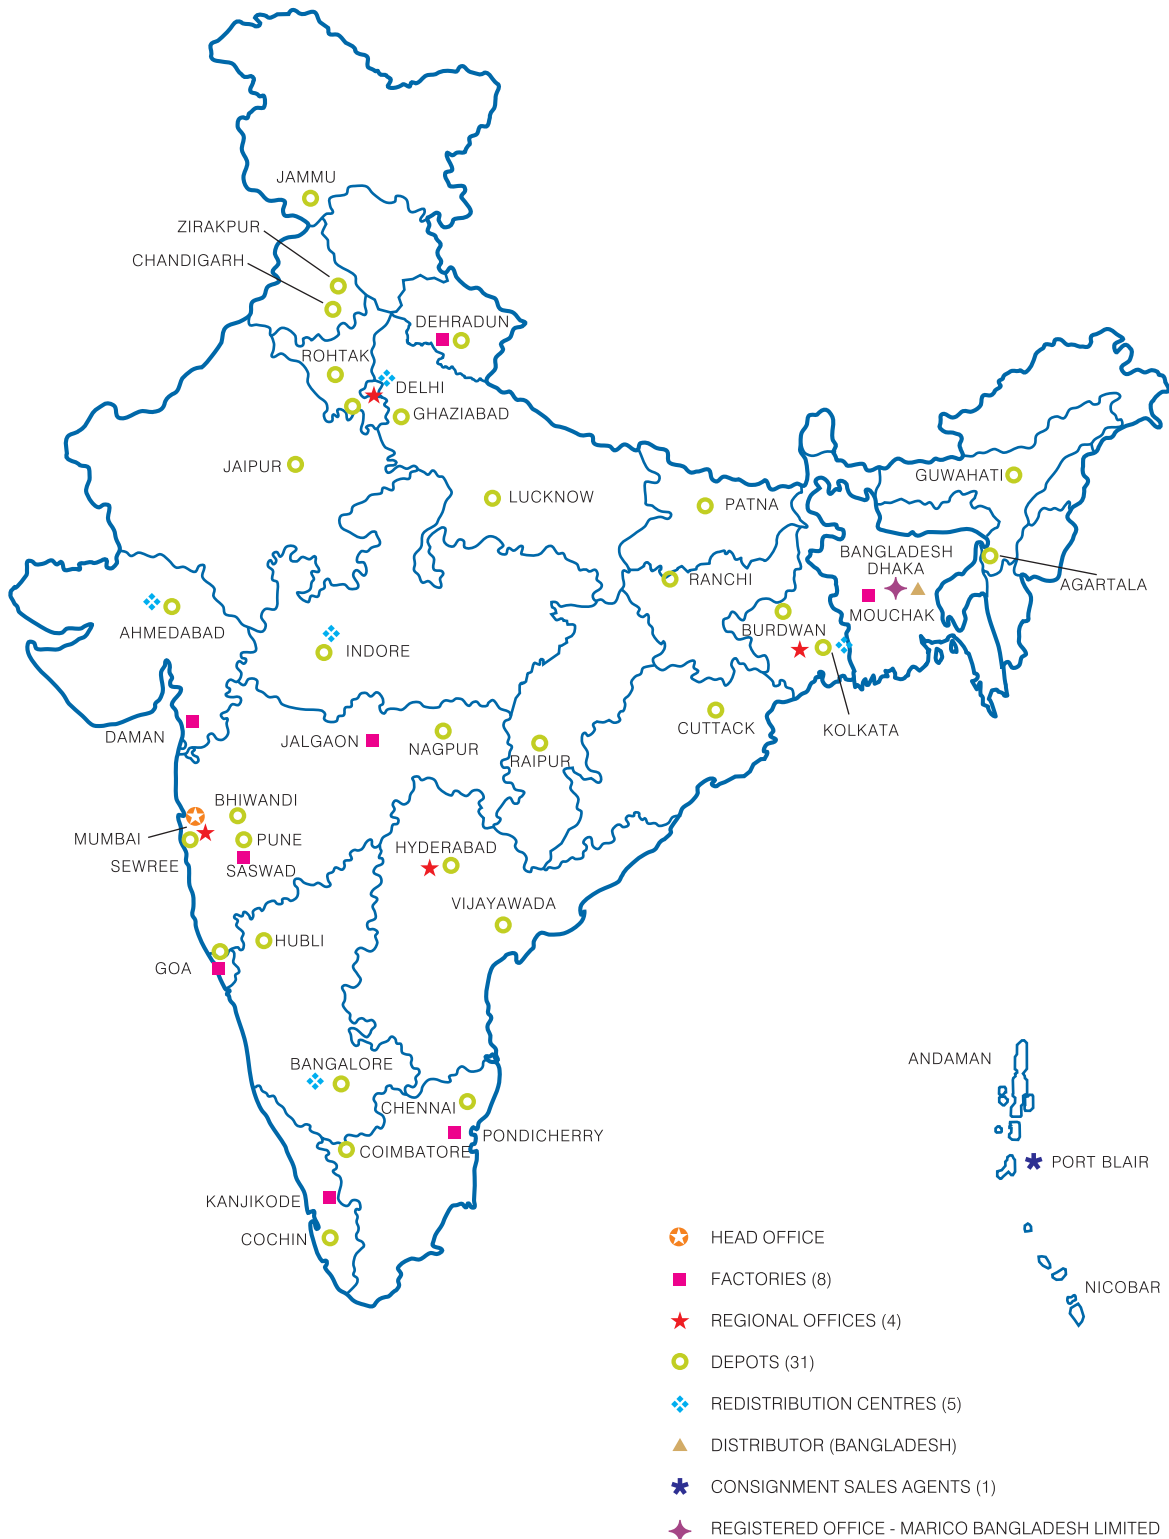 JAMMU
ZIRAKPUR
CHANDIGARH
DEHRADUN
ROHTAK
DELHI
GHAZIABAD
JAIPUR
LUCKNOW
PATNA
GUWAHATI
BANGLADESH
DHAKA
RANCHI
AGARTALA
MOUCHAK
AHMEDABAD
BURDWAN
INDORE
CUTTACK
KOLKATA
DAMAN
JALGAON
NAGPUR
RAIPUR
BHIWANDI
MUMBAI
PUNE
SEWREE
SASWAD
HYDERABAD
VIJAYAWADA
HUBLI
GOA
BANGALORE
ANDAMAN
CHENNAI
PONDICHERRY
COIMBATORE
PORT BLAIR
KANJIKODE
COCHIN
NICOBAR
HEAD OFFICE
FACTORIES (8)
REGIONAL OFFICES (4)
DEPOTS (31)
REDISTRIBUTION CENTRES (5)
DISTRIBUTOR (BANGLADESH)
CONSIGNMENT SALES AGENTS (1)
REGISTERED OFFICE - MARICO BANGLADESH LIMITED